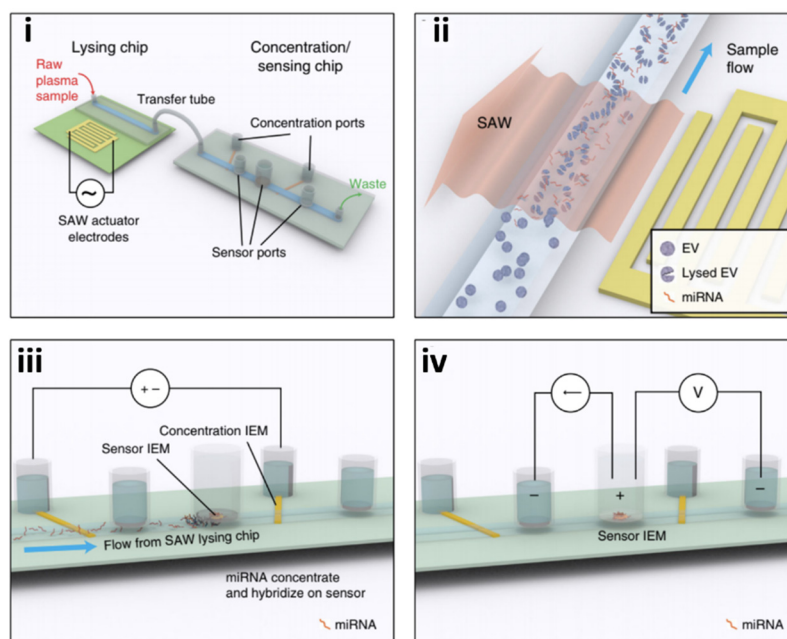 i
Lysing chip
Concentration/
sensing chip
Raw
plasma
sample
Transfer tube
Concentration ports
Waste
SAW actuator
electrodes
Sensor ports
ii
Sample
flow
SAW
EV
Lysed EV
miRNA
iii
+ −
Concentration IEM
Sensor IEM
Flow from SAW lysing chip
miRNA concentrate
and hybridize on sensor
miRNA
iv
← V
− + −
Sensor IEM
miRNA